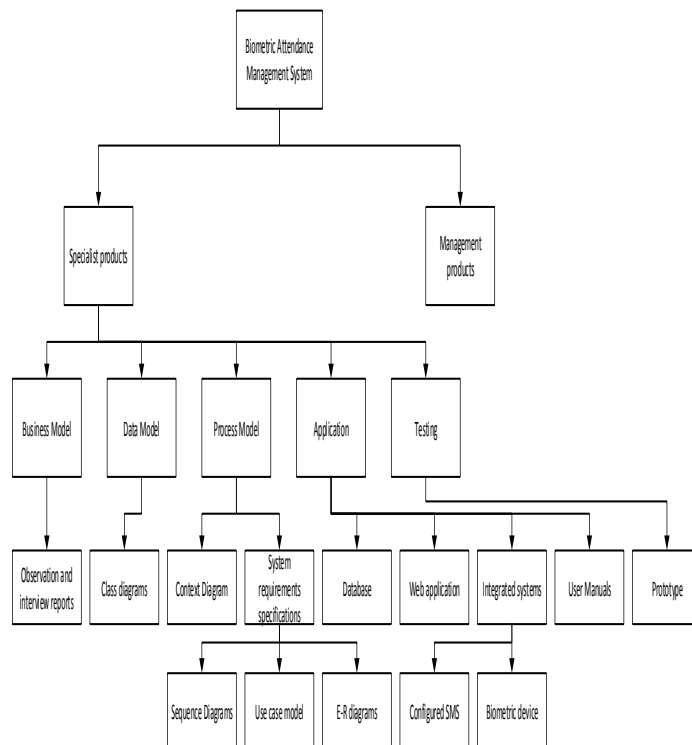 Biometric Attendance
Management System
Specialist products
Management
products
Business Model
Data Model
Process Model
Application
Testing
Observation and
interview reports
Class diagrams
Context Diagram
System
requirements
specifications
Database
Web application
Integrated systems
User Manuals
Prototype
Sequence Diagrams
Use case model
E-R diagrams
Configured SMS
Biometric device